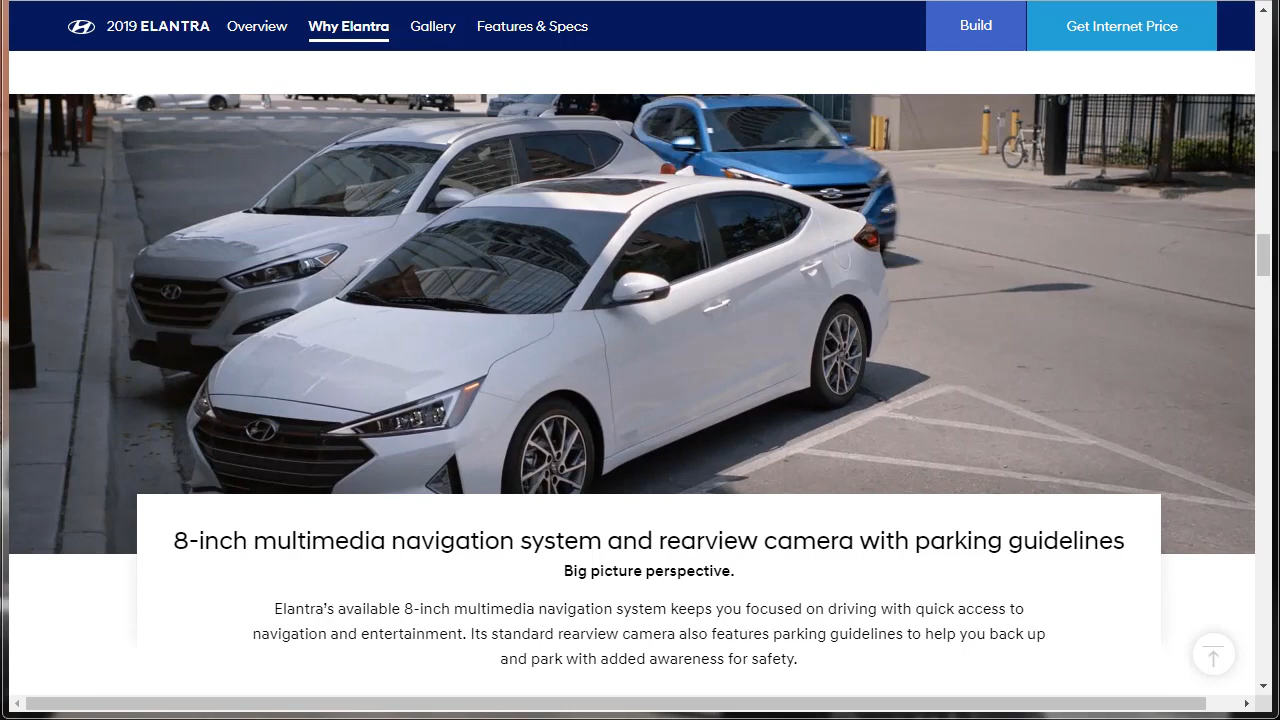 2019 ELANTRA Overview Why Elantra Gallery Features & Specs Build Get Internet Price
8-inch multimedia navigation system and rearview camera with parking guidelines
Big picture perspective.
Elantra’s available 8-inch multimedia navigation system keeps you focused on driving with quick access to
navigation and entertainment. Its standard rearview camera also features parking guidelines to help you back up
and park with added awareness for safety.